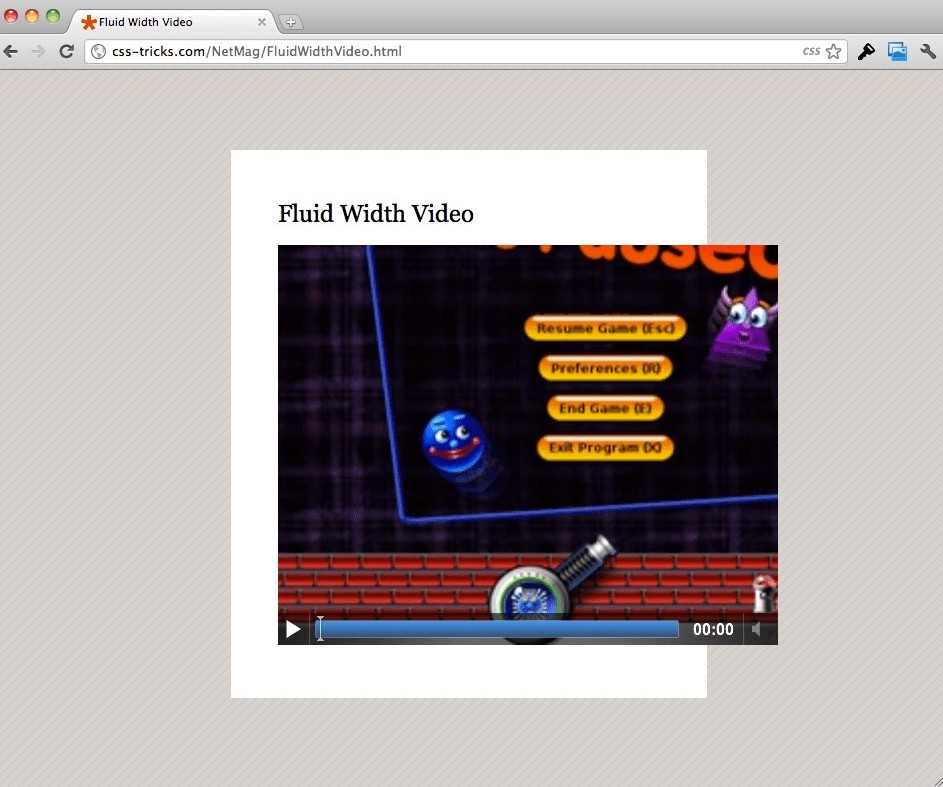 Fluid Width Video
css-tricks.com/NetMag/FluidWidthVideo.html
css
Fluid Width Video
Resume Game (Esc)
Preferences (R)
End Game (E)
Exit Program (X)
00:00